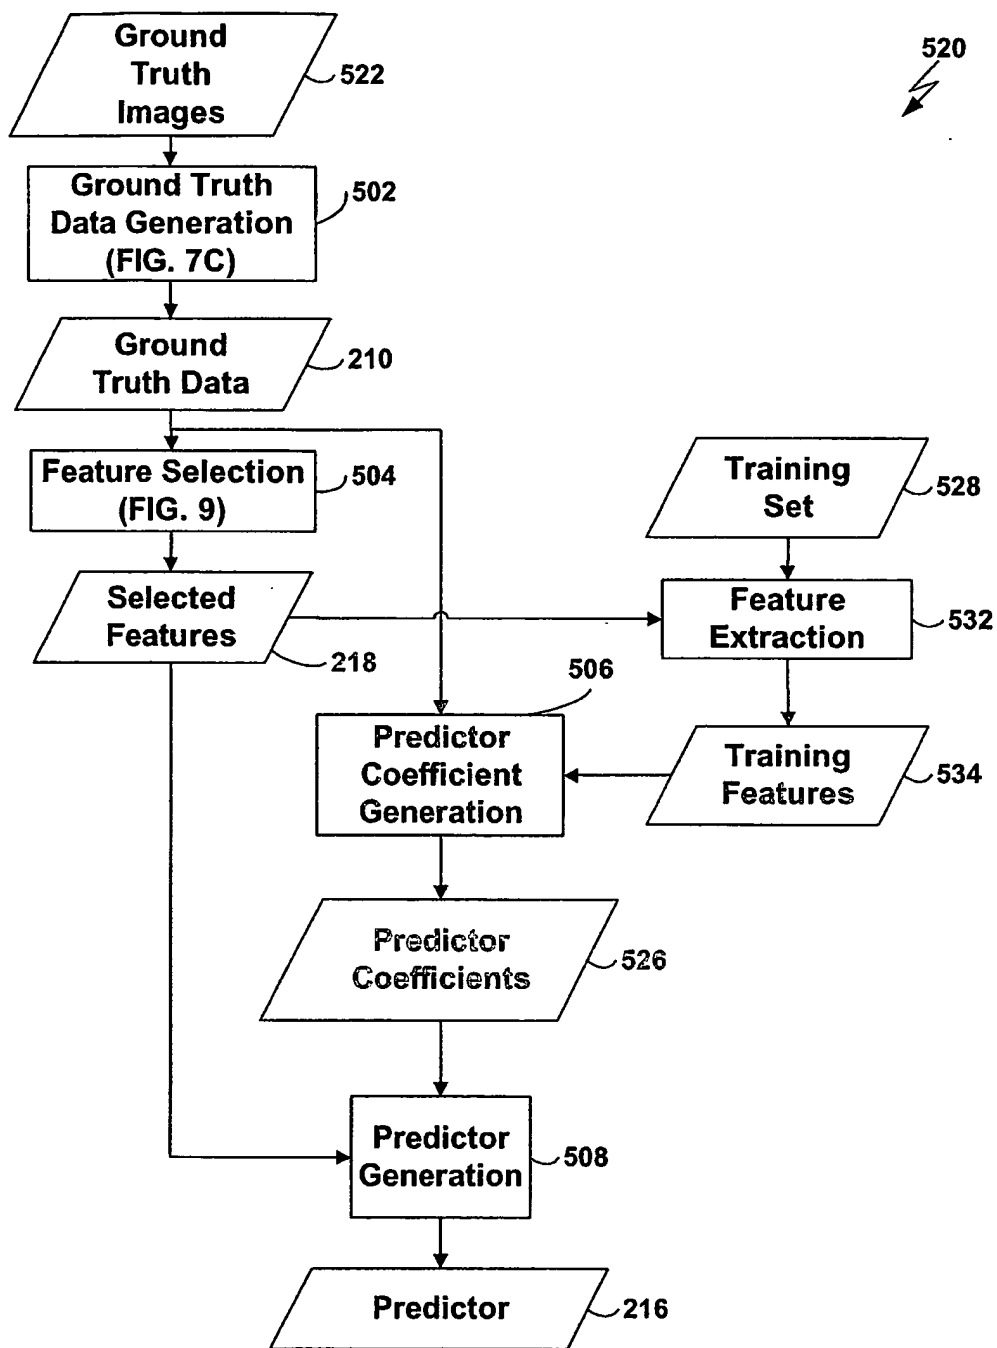 Ground
Truth
Images
522
520
Ground Truth
Data Generation
(FIG. 7C)
502
Ground
Truth Data
210
Feature Selection
(FIG. 9)
504
Training
Set
528
Selected
Features
218
Feature
Extraction
532
506
Predictor
Coefficient
Generation
Training
Features
534
Predictor
Coefficients
526
Predictor
Generation
508
Predictor
216